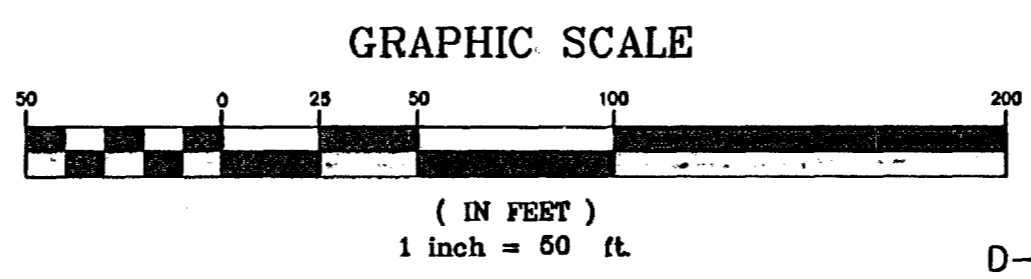 GRAPHIC SCALE
50 0 25 50 100 200
( IN FEET )
1 inch = 50 ft.
D-